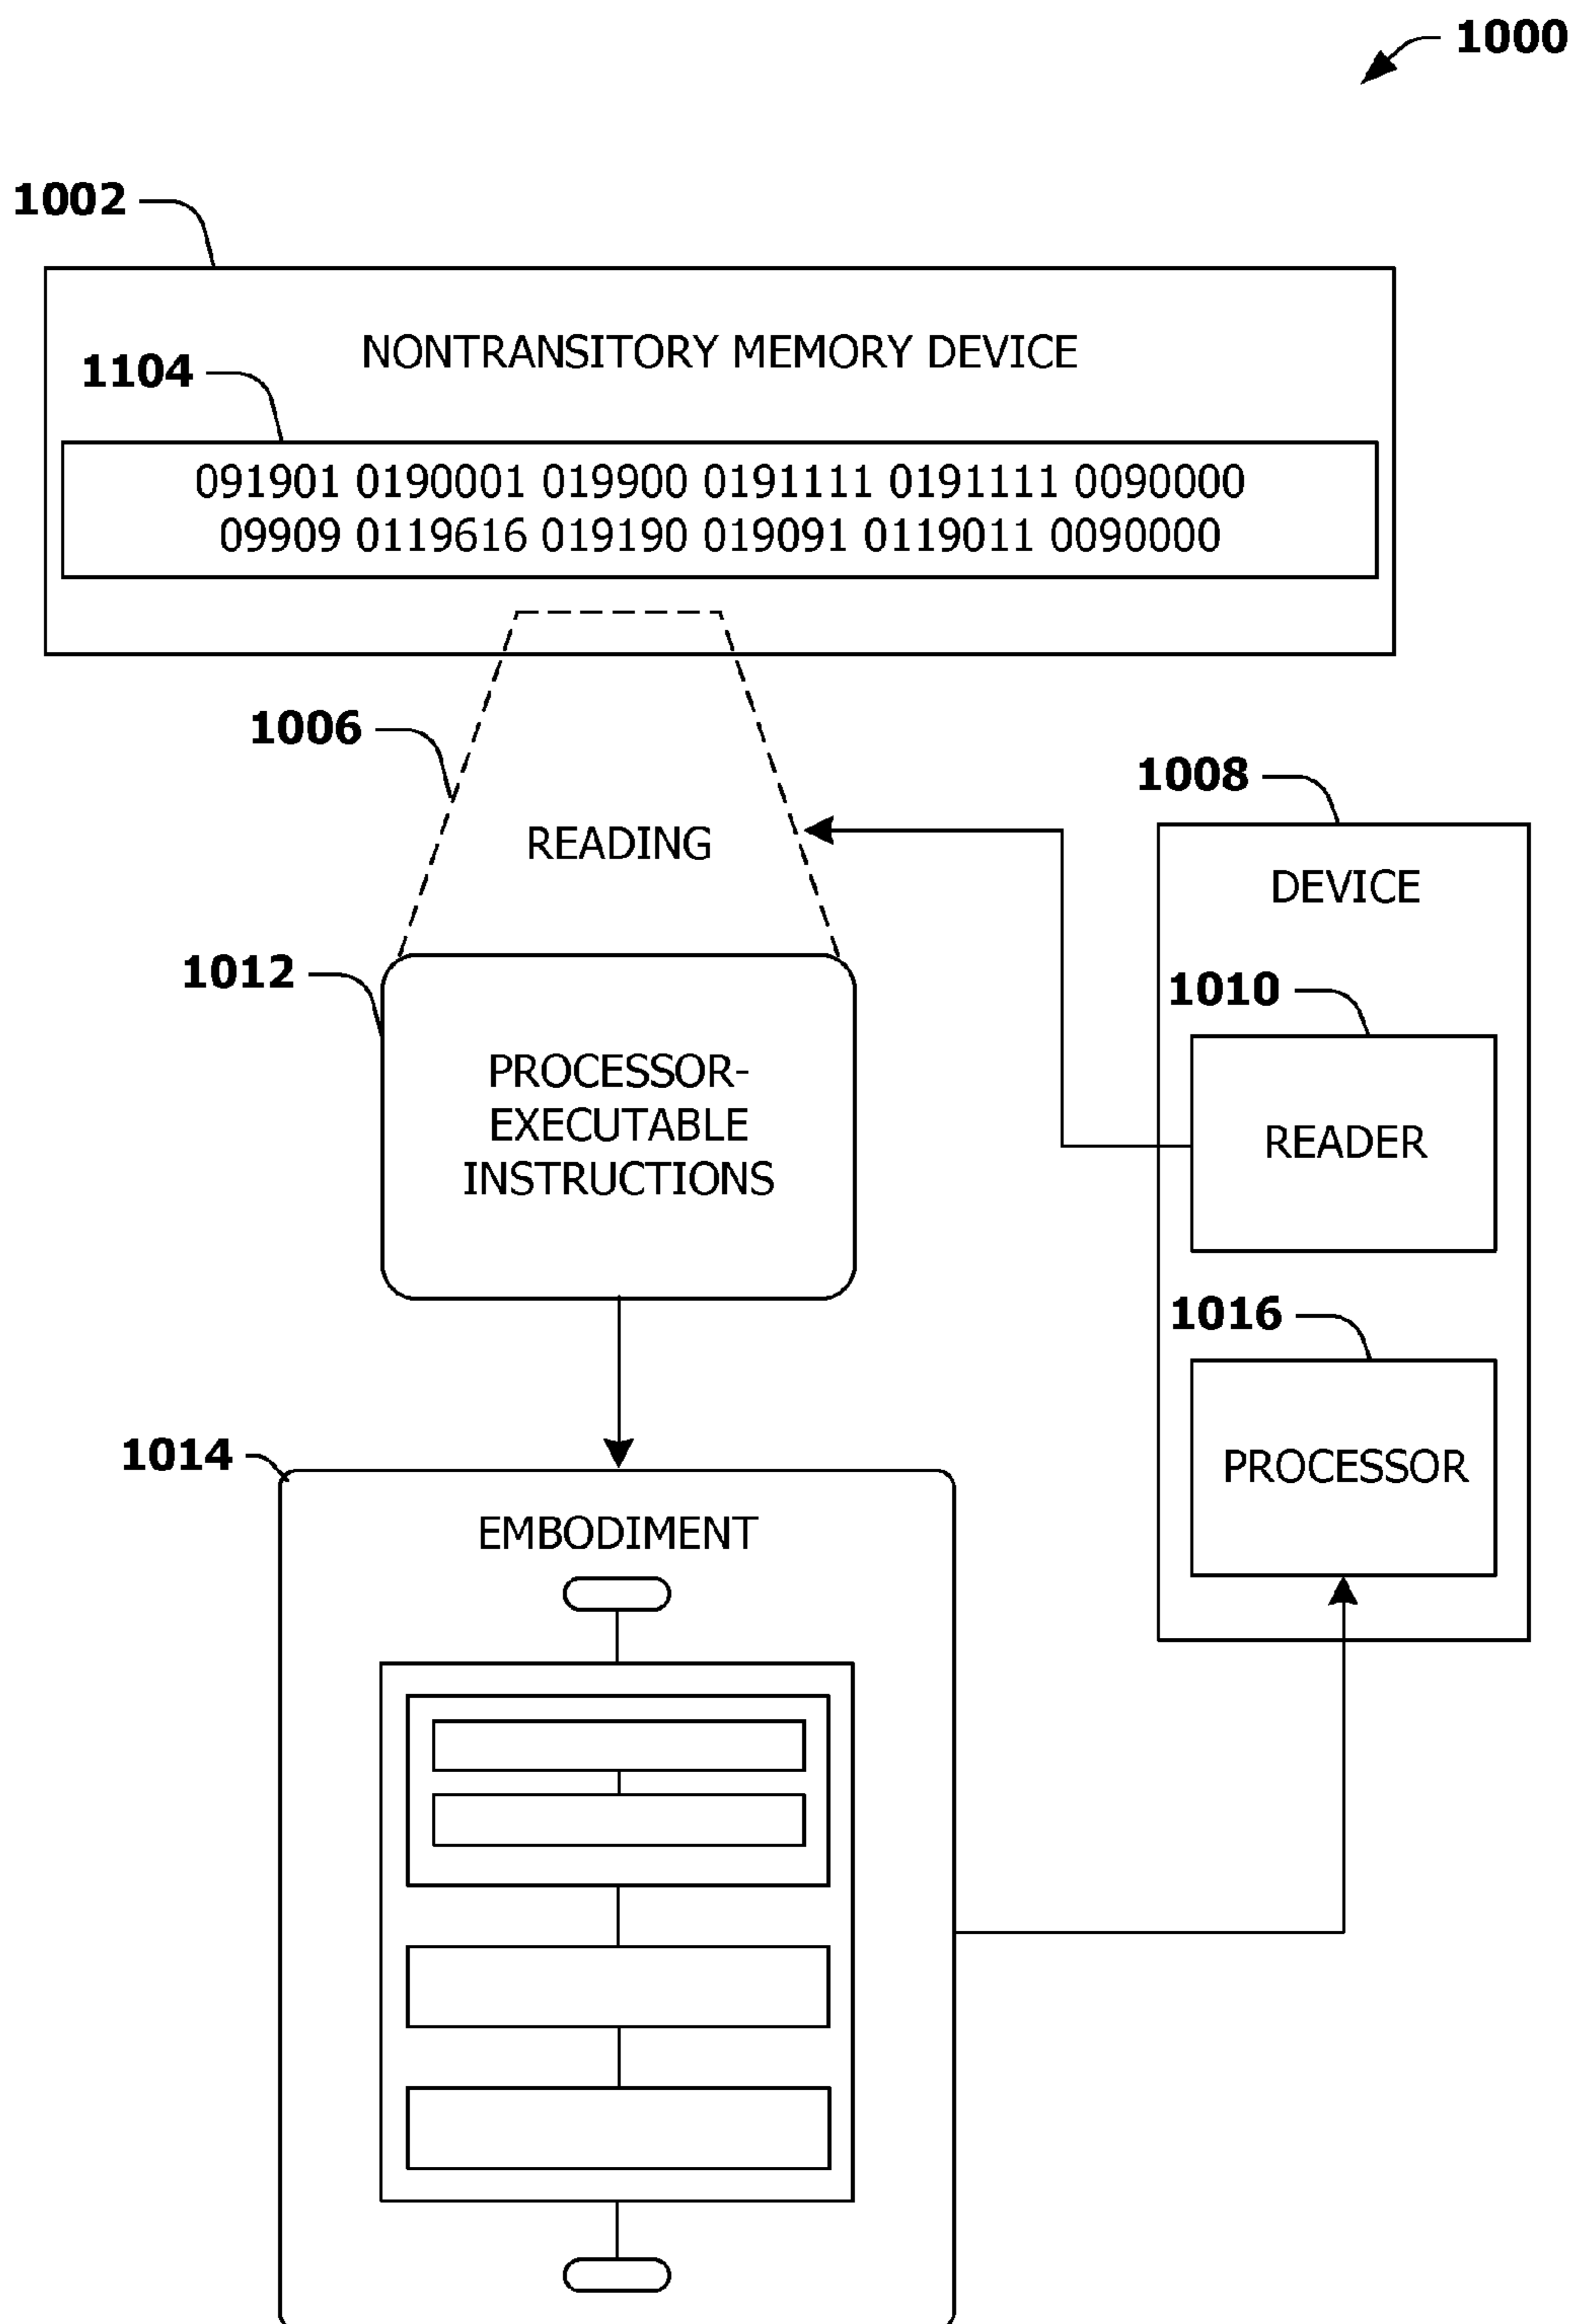 1000
1002
NONTRANSITORY MEMORY DEVICE
1104
091901 0190001 019900 0191111 0191111 0090000
09909 0119616 019190 019091 0119011 0090000
1006
READING
1008
DEVICE
1010
READER
1012
PROCESSOR-
EXECUTABLE
INSTRUCTIONS
1016
PROCESSOR
1014
EMBODIMENT